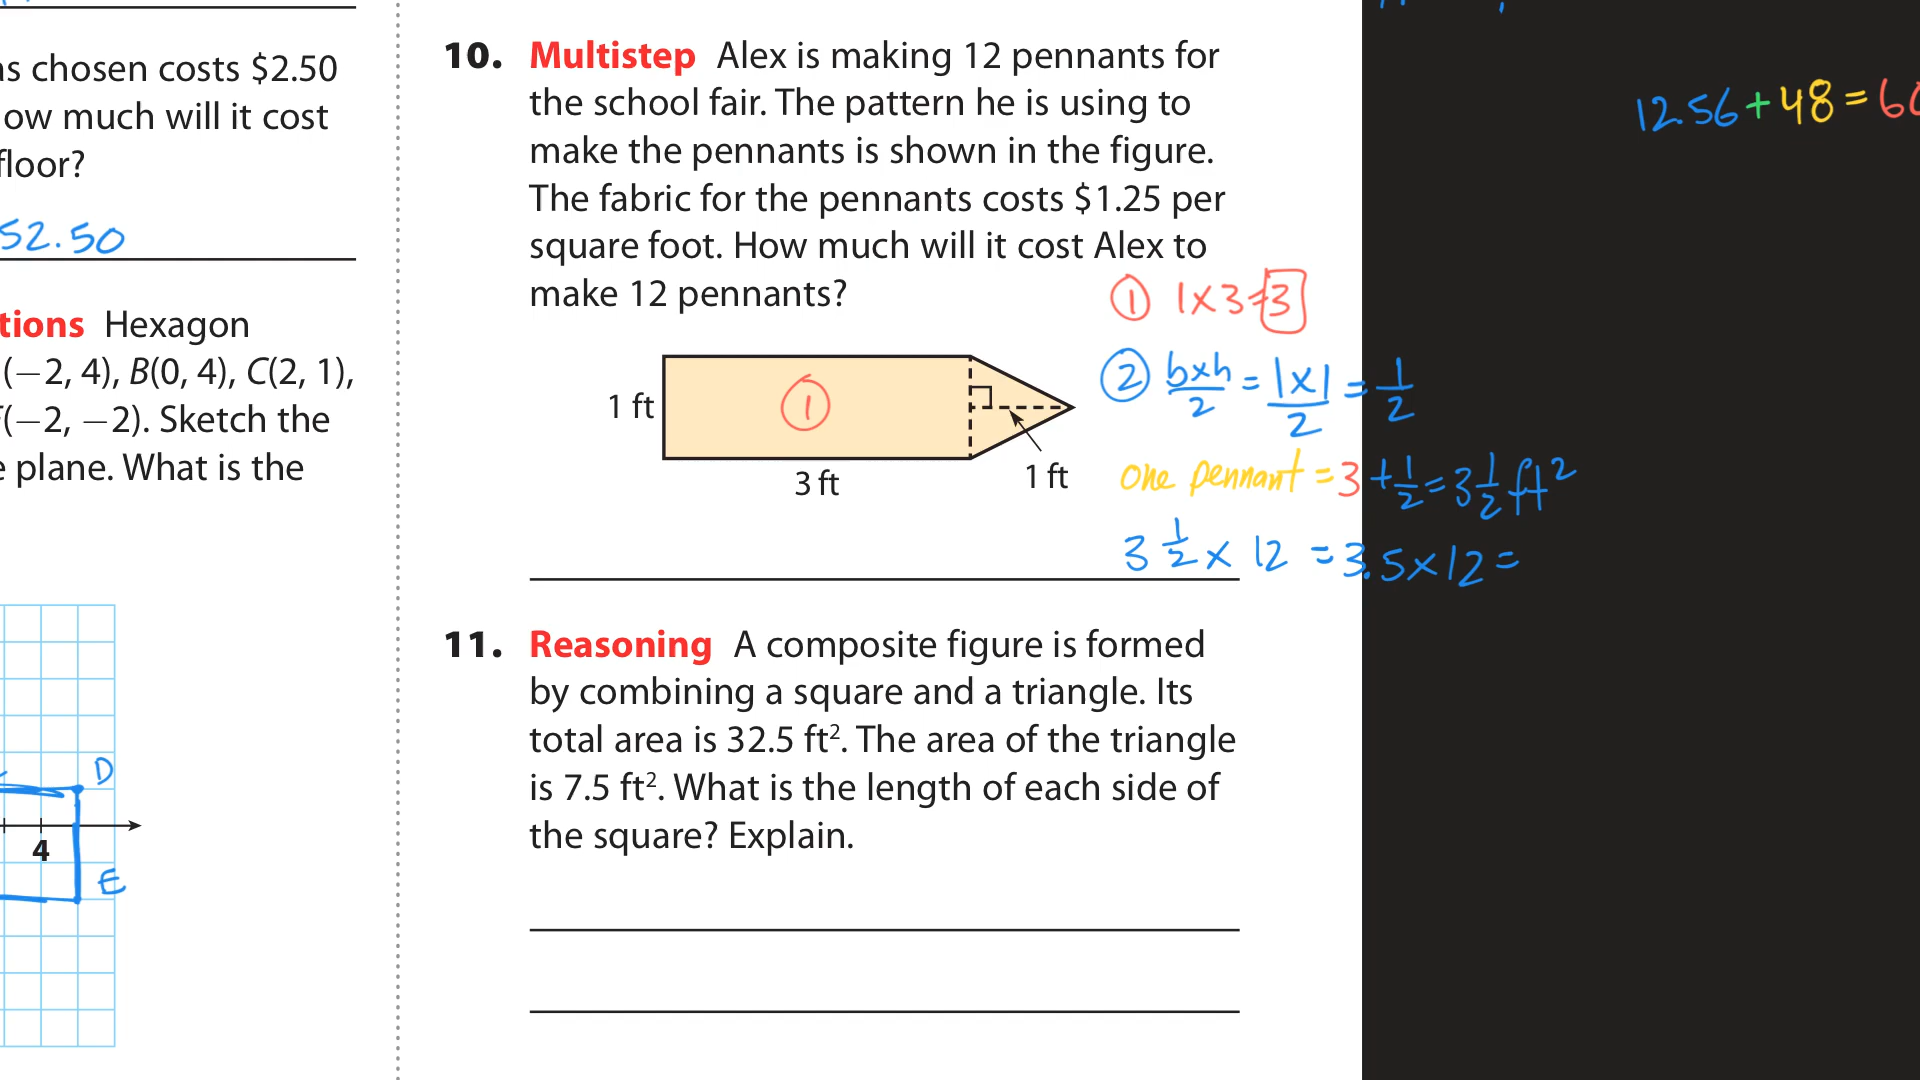 as chosen costs $2.50
ow much will it cost
floor?
52.50
tions Hexagon
(−2, 4), B(0, 4), C(2, 1),
(−2, −2). Sketch the
e plane. What is the
D
4
E
10. Multistep Alex is making 12 pennants for
the school fair. The pattern he is using to
make the pennants is shown in the figure.
The fabric for the pennants costs $1.25 per
square foot. How much will it cost Alex to
make 12 pennants?
① 1x3=3
1 ft
①
3 ft
1 ft
② bxh/2 = 1x1/2 = 1/2
one pennant = 3 + 1/2 = 3 1/2 ft²
3 1/2 x 12 = 3.5x12 =
11. Reasoning A composite figure is formed
by combining a square and a triangle. Its
total area is 32.5 ft². The area of the triangle
is 7.5 ft². What is the length of each side of
the square? Explain.
12.56+48=60